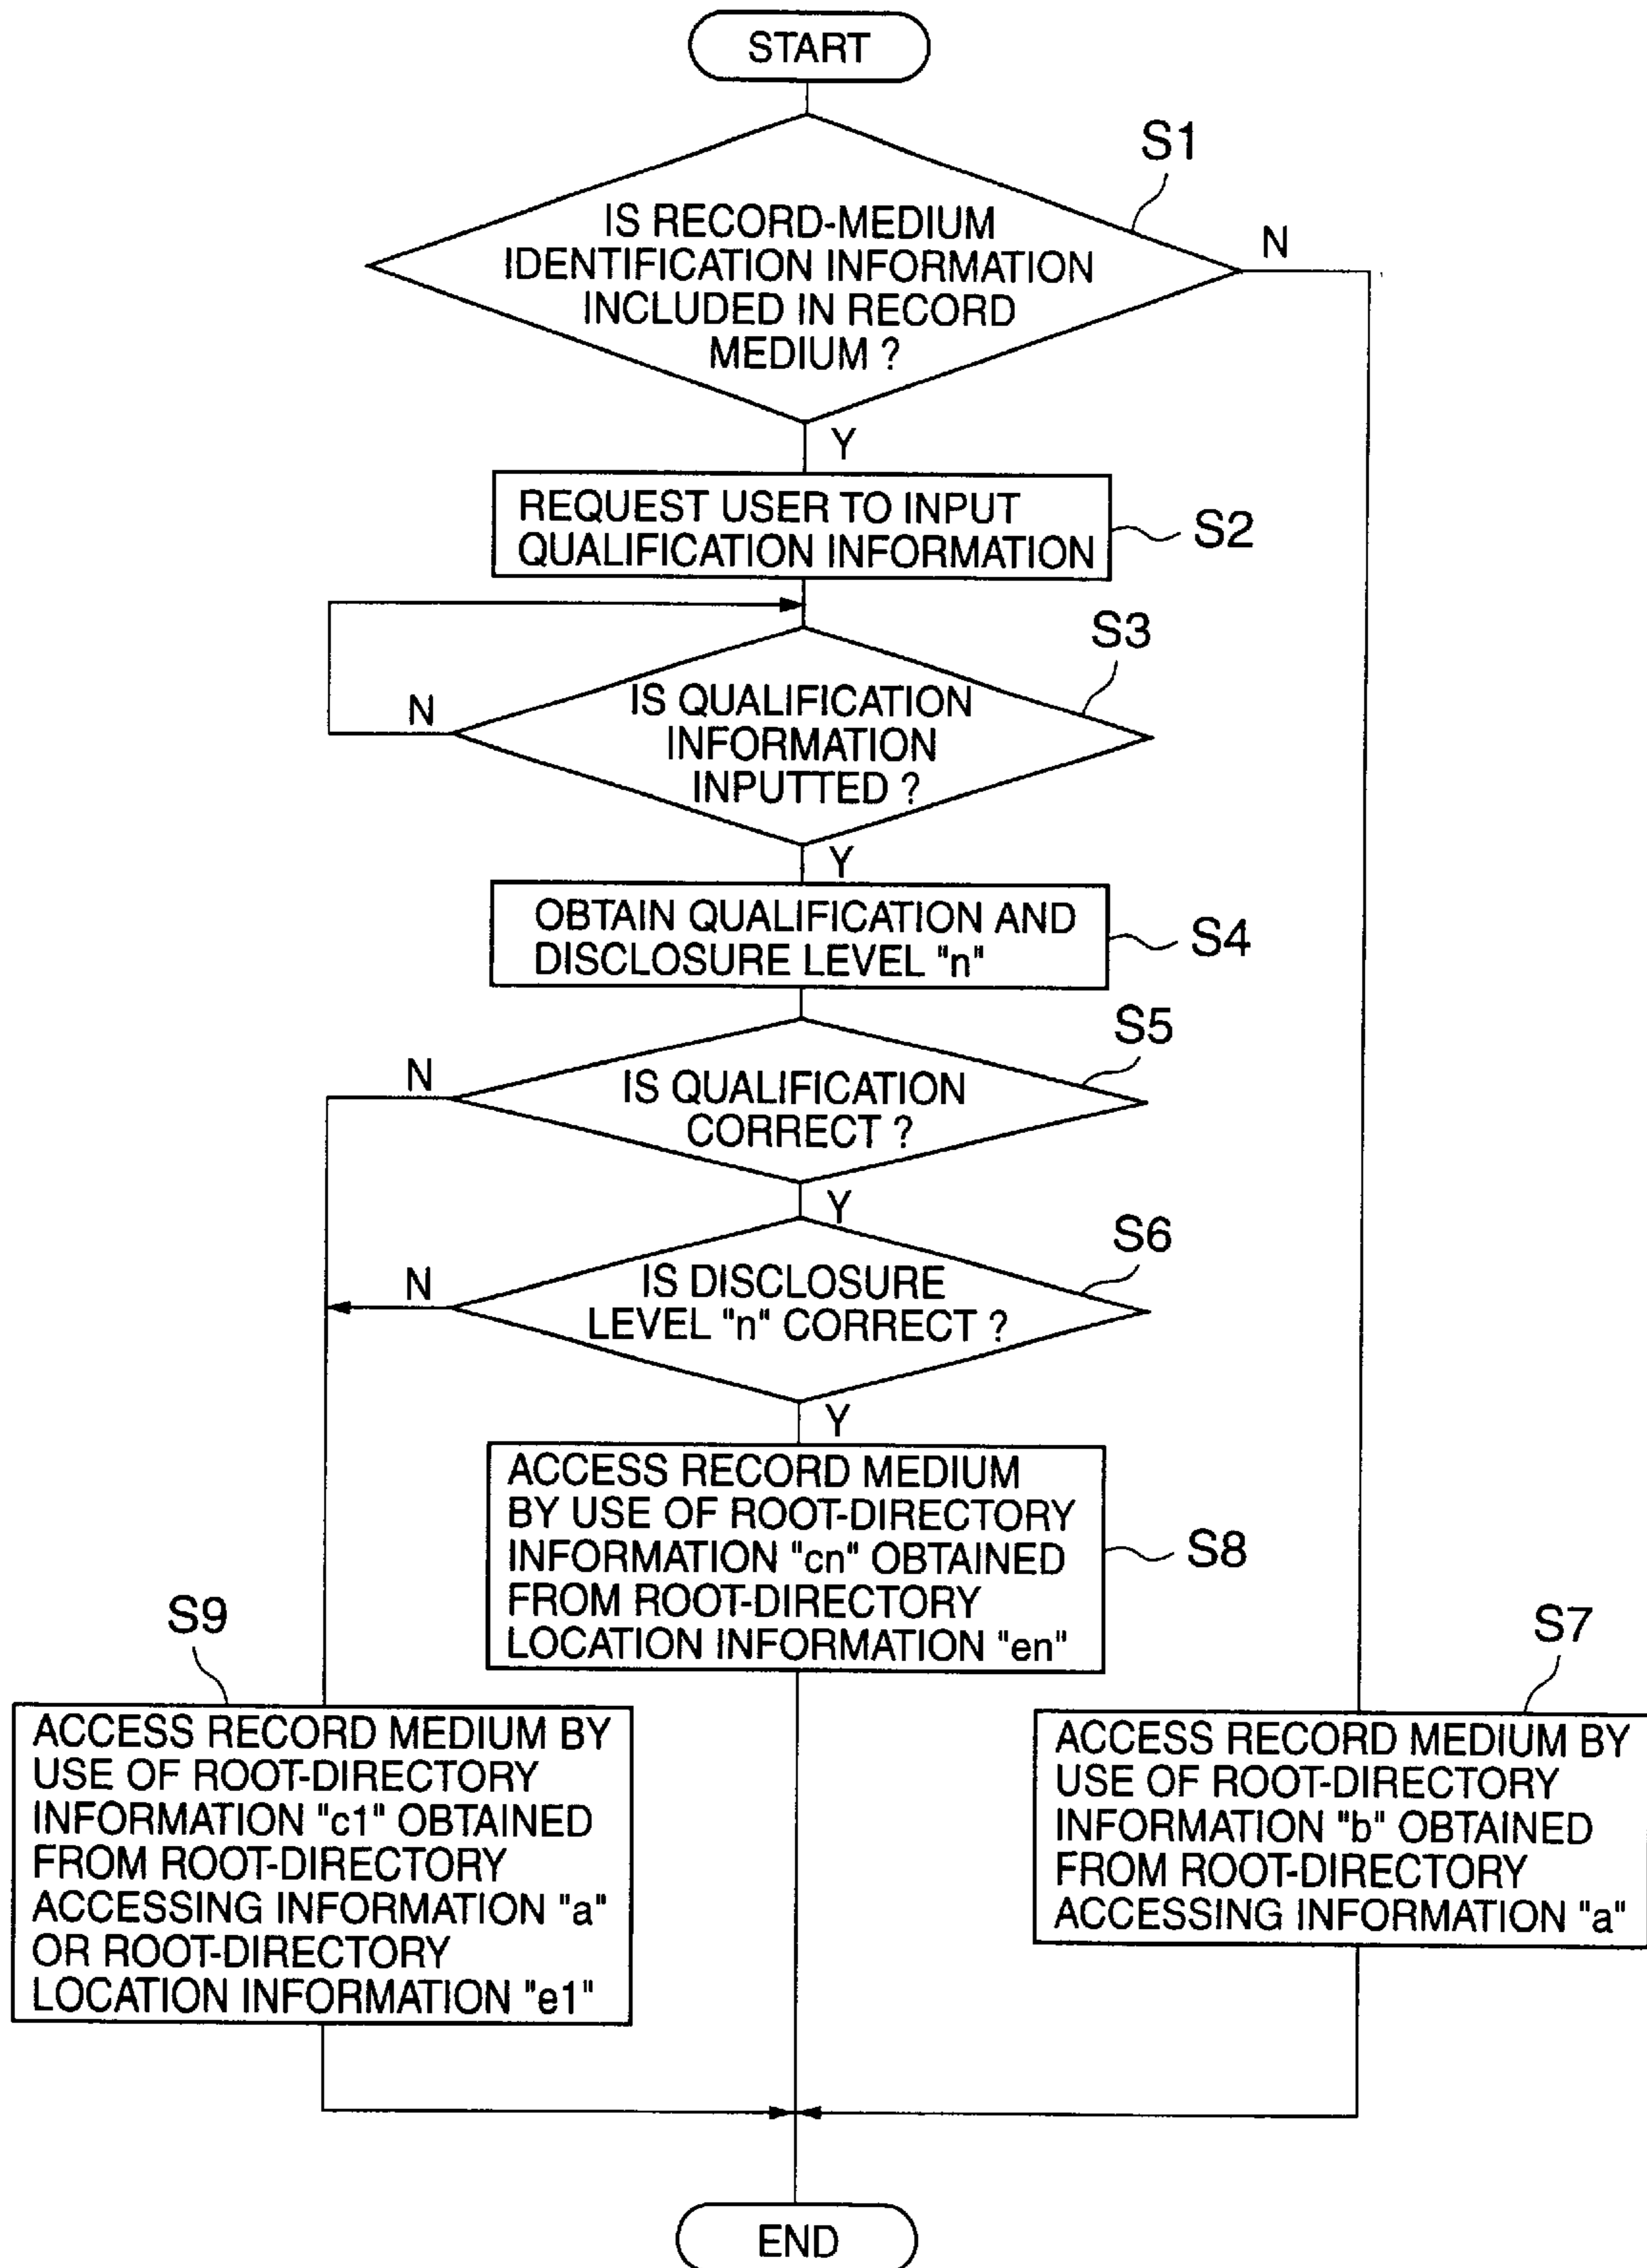 START
S1
IS RECORD-MEDIUM
IDENTIFICATION INFORMATION
INCLUDED IN RECORD
MEDIUM ?
N
Y
REQUEST USER TO INPUT
QUALIFICATION INFORMATION
S2
S3
IS QUALIFICATION
INFORMATION
INPUTTED ?
N
Y
OBTAIN QUALIFICATION AND
DISCLOSURE LEVEL "n"
S4
S5
IS QUALIFICATION
CORRECT ?
N
Y
S6
IS DISCLOSURE
LEVEL "n" CORRECT ?
N
Y
ACCESS RECORD MEDIUM
BY USE OF ROOT-DIRECTORY
INFORMATION "cn" OBTAINED
FROM ROOT-DIRECTORY
LOCATION INFORMATION "en"
S8
S9
ACCESS RECORD MEDIUM BY
USE OF ROOT-DIRECTORY
INFORMATION "c1" OBTAINED
FROM ROOT-DIRECTORY
ACCESSING INFORMATION "a"
OR ROOT-DIRECTORY
LOCATION INFORMATION "e1"
S7
ACCESS RECORD MEDIUM BY
USE OF ROOT-DIRECTORY
INFORMATION "b" OBTAINED
FROM ROOT-DIRECTORY
ACCESSING INFORMATION "a"
END